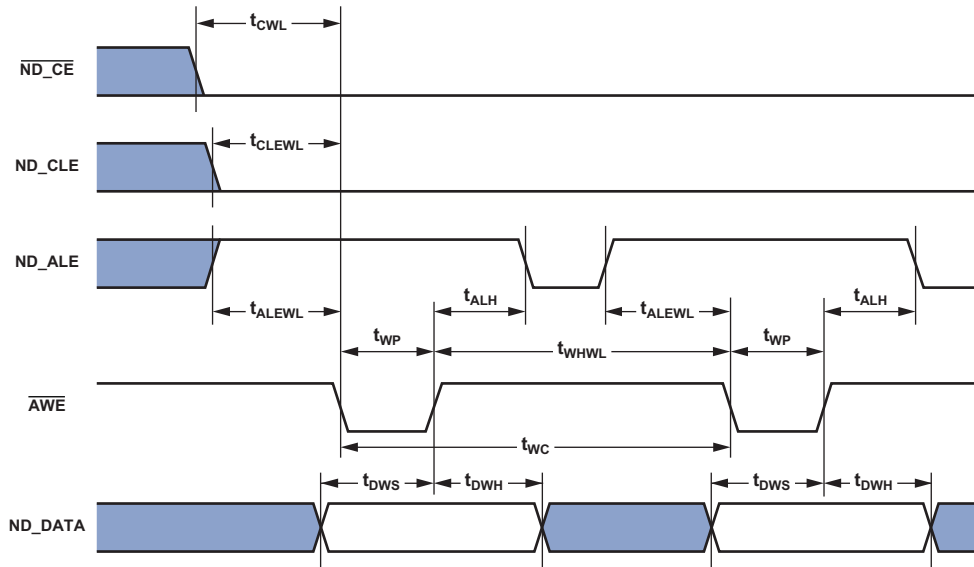 tCWL
ND_CE
tCLEWL
ND_CLE
ND_ALE
tALEWL
tALH
tALEWL
tALH
tWP
tWHWL
tWP
AWE
tWC
tDWS
tDWH
tDWS
tDWH
ND_DATA